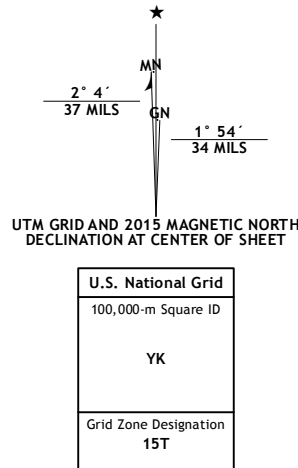 MN
2° 4´
37 MILS
GN
1° 54´
34 MILS
UTM GRID AND 2015 MAGNETIC NORTH
DECLINATION AT CENTER OF SHEET
U.S. National Grid
100,000-m Square ID
YK
Grid Zone Designation
15T